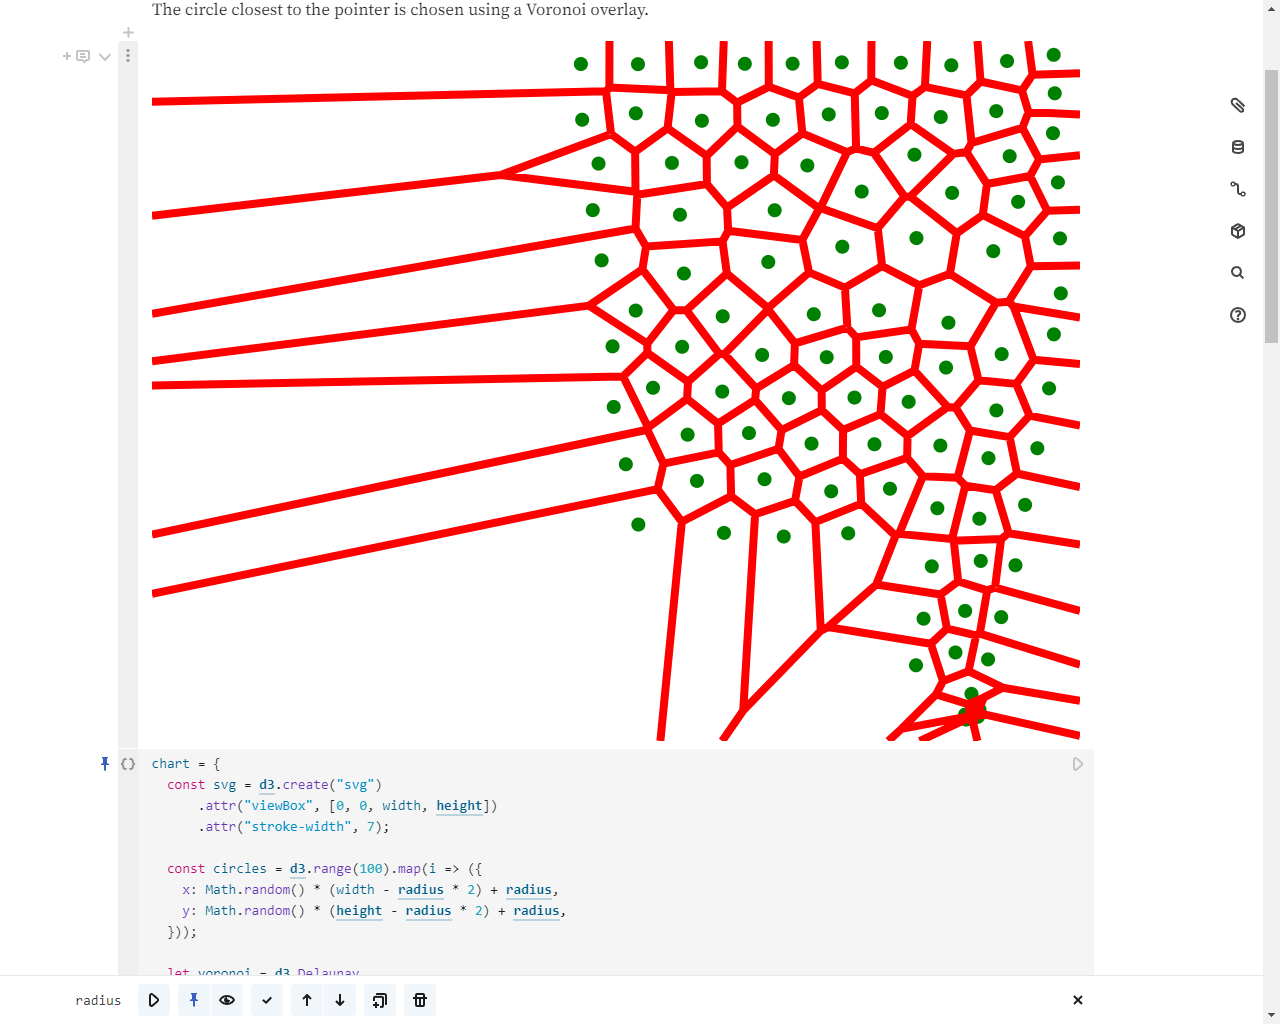 The circle closest to the pointer is chosen using a Voronoi overlay.
chart = {
const svg = d3.create("svg")
.attr("viewBox", [0, 0, width, height])
.attr("stroke-width", 7);
const circles = d3.range(100).map(i => ({
x: Math.random() * (width - radius * 2) + radius,
y: Math.random() * (height - radius * 2) + radius,
}));
let voronoi = d3.Delaunay
radius